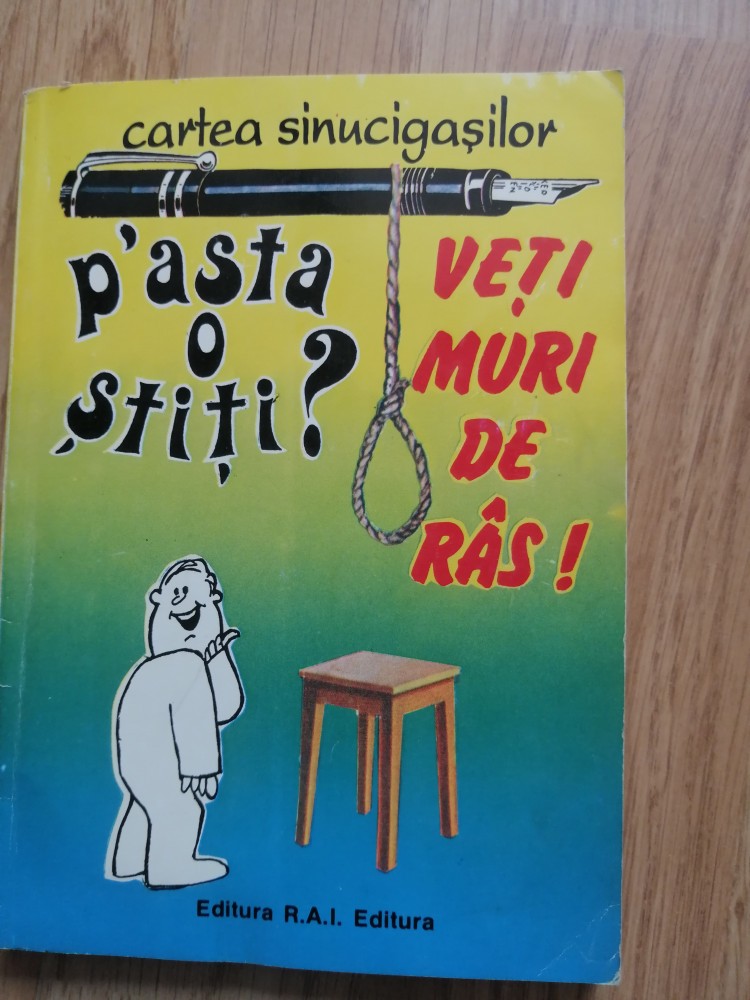 cartea sinucigașilor
p'asta
o
știți?
VEȚI
MURI
DE
RÂS!
Editura R.A.I. Editura